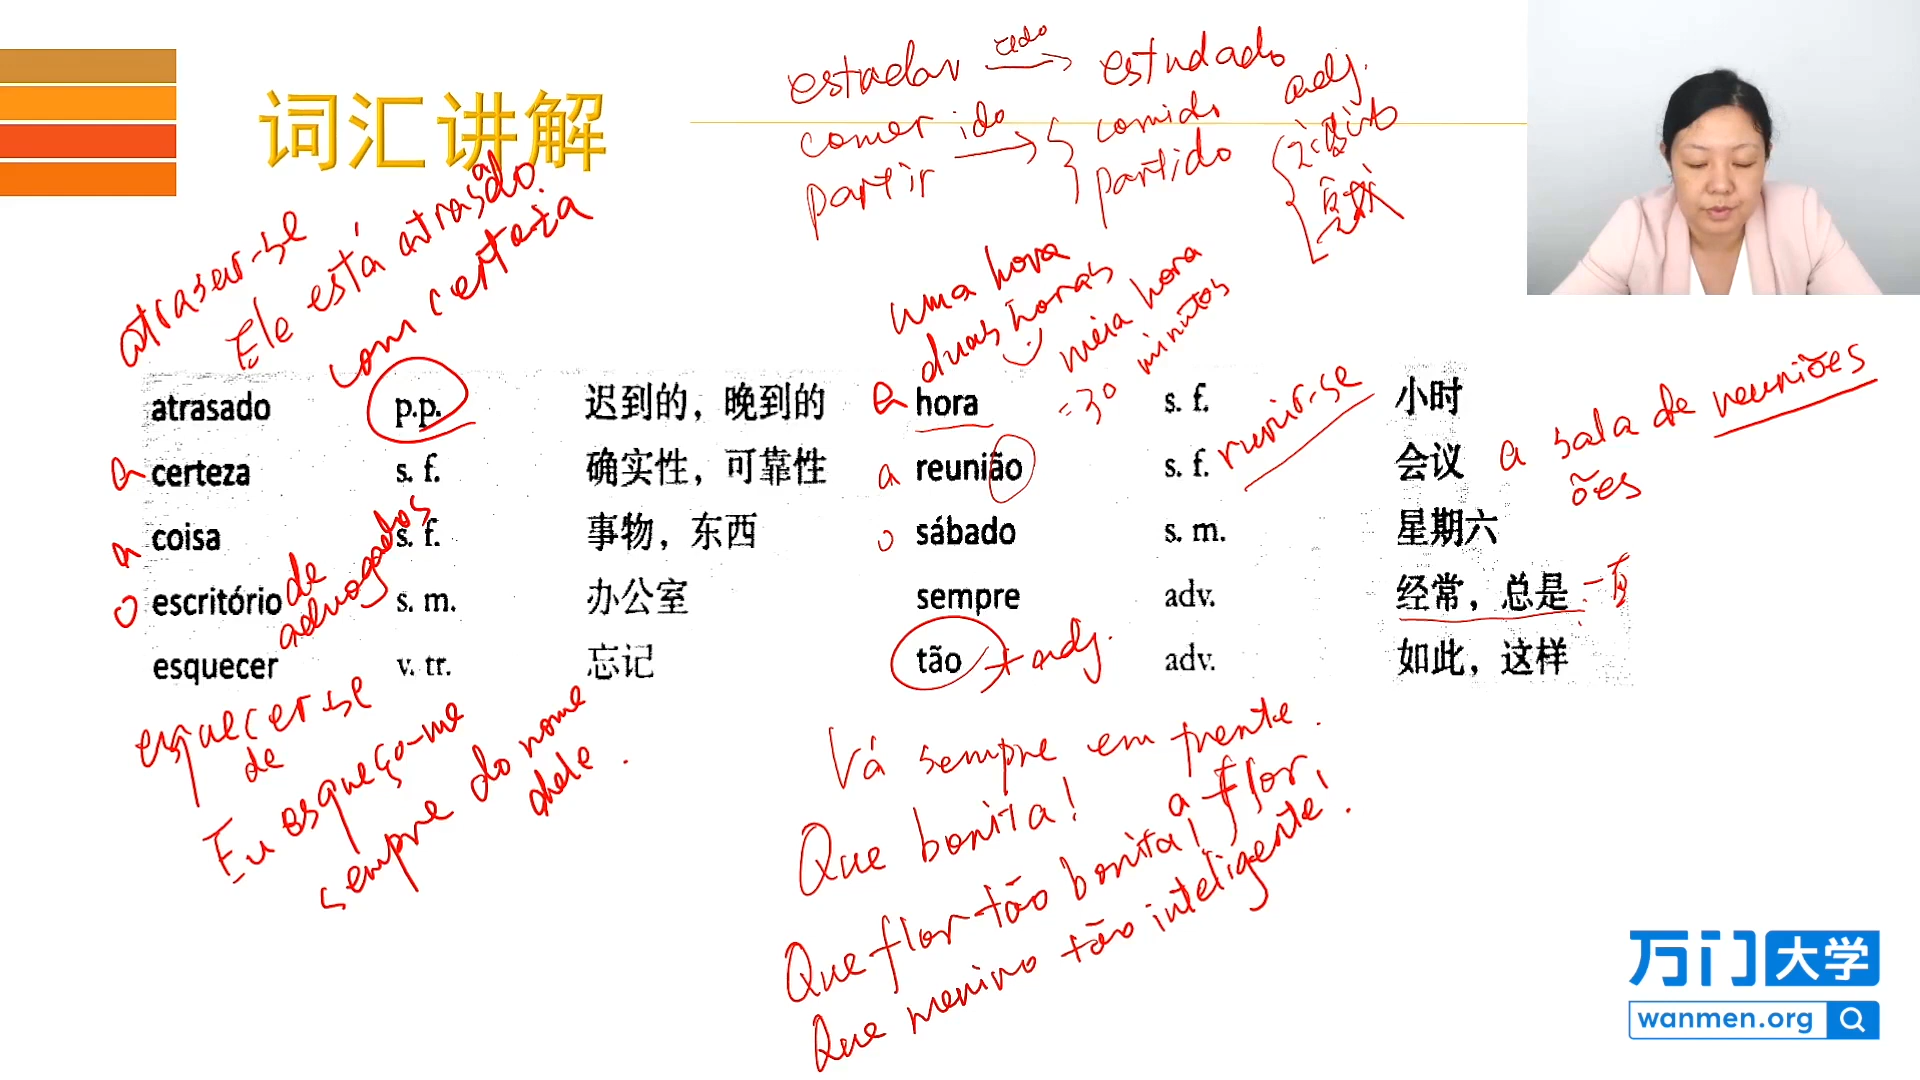 词汇讲解
estudar ado estudado
comer ido comido adj.
partir partido
atrasar-se
Ele está atrasado.
com certeza
uma hora
duas horas
meia hora
=30 minutos
atrasado p.p. 迟到的，晚到的
a certeza s. f. 确实性，可靠性
a coisa s. f. 事物，东西
o escritório s. m. 办公室
de advogados
esquecer v. tr. 忘记
a hora s. f. 小时
a reunião s. f. 会议
reunir-se
a sala de reuniões
ões
o sábado s. m. 星期六
sempre adv. 经常，总是
一直
tão + adj. adv. 如此，这样
esquecer-se
de
Eu esqueço-me
sempre do nome
dele.
Vá sempre em frente.
Que bonita! a flor
Que flor tão bonita!
Que menino tão inteligente!
万门大学
wanmen.org